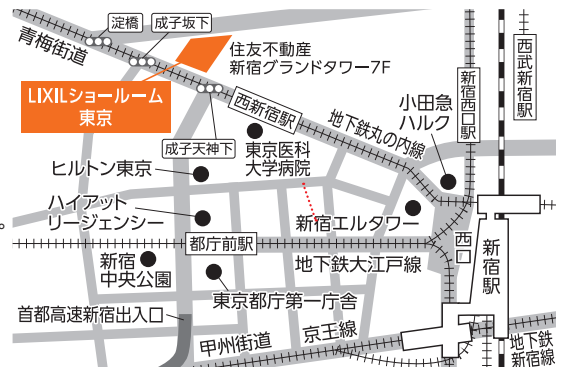 淀橋
成子坂下
青梅街道
住友不動産
新宿グランドタワー7F
LIXILショールーム
東京
西新宿駅
成子天神下
地下鉄丸の内線
小田急
ハルク
新宿西口駅
西武新宿駅
東京医科
大学病院
ヒルトン東京
ハイアット
リージェンシー
。
新宿エルタワー
都庁前駅
地下鉄大江戸線
西口
新宿駅
新宿
中央公園
東京都庁第一庁舎
首都高速新宿出入口
甲州街道
京王線
地下鉄
新宿線